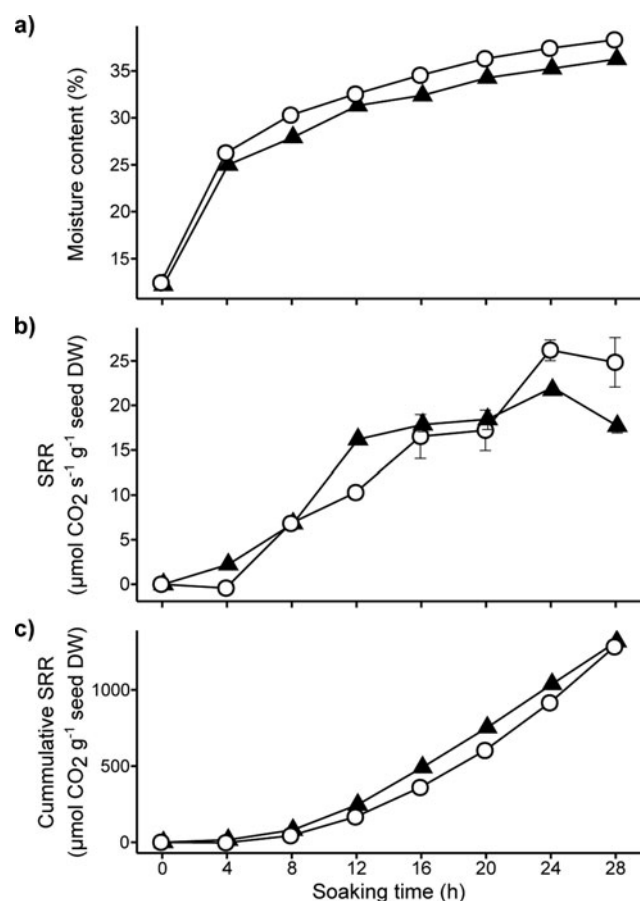 a)
Moisture content (%)
35
30
25
20
15
b)
SRR
(µmol CO2 s-1 g-1 seed DW)
25
20
15
10
5
0
c)
Cummulative SRR
(µmol CO2 g-1 seed DW)
1000
500
0
0 4 8 12 16 20 24 28
Soaking time (h)